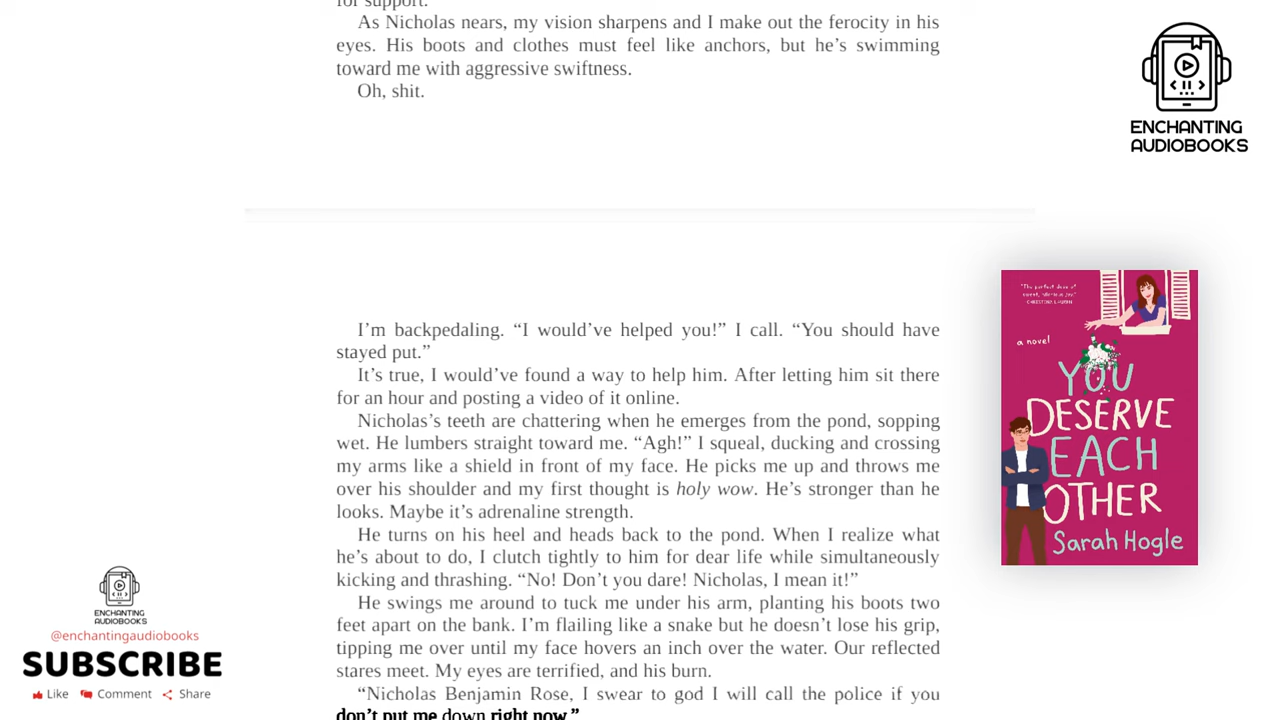 for support.
As Nicholas nears, my vision sharpens and I make out the ferocity in his
eyes. His boots and clothes must feel like anchors, but he’s swimming
toward me with aggressive swiftness.
Oh, shit.
ENCHANTING
AUDIOBOOKS
I’m backpedaling. “I would’ve helped you!” I call. “You should have
stayed put.”
It’s true, I would’ve found a way to help him. After letting him sit there
for an hour and posting a video of it online.
Nicholas’s teeth are chattering when he emerges from the pond, sopping
wet. He lumbers straight toward me. “Agh!” I squeal, ducking and crossing
my arms like a shield in front of my face. He picks me up and throws me
over his shoulder and my first thought is holy wow. He’s stronger than he
looks. Maybe it’s adrenaline strength.
He turns on his heel and heads back to the pond. When I realize what
he’s about to do, I clutch tightly to him for dear life while simultaneously
kicking and thrashing. “No! Don’t you dare! Nicholas, I mean it!”
He swings me around to tuck me under his arm, planting his boots two
feet apart on the bank. I’m flailing like a snake but he doesn’t lose his grip,
tipping me over until my face hovers an inch over the water. Our reflected
stares meet. My eyes are terrified, and his burn.
“Nicholas Benjamin Rose, I swear to god I will call the police if you
don’t put me down right now.”
"The perfect dose of
CHRISTINA LAUREN
a novel
YOU
DESERVE
EACH
OTHER
Sarah Hogle
ENCHANTING
AUDIOBOOKS
@enchantingaudiobooks
SUBSCRIBE
Like Comment Share